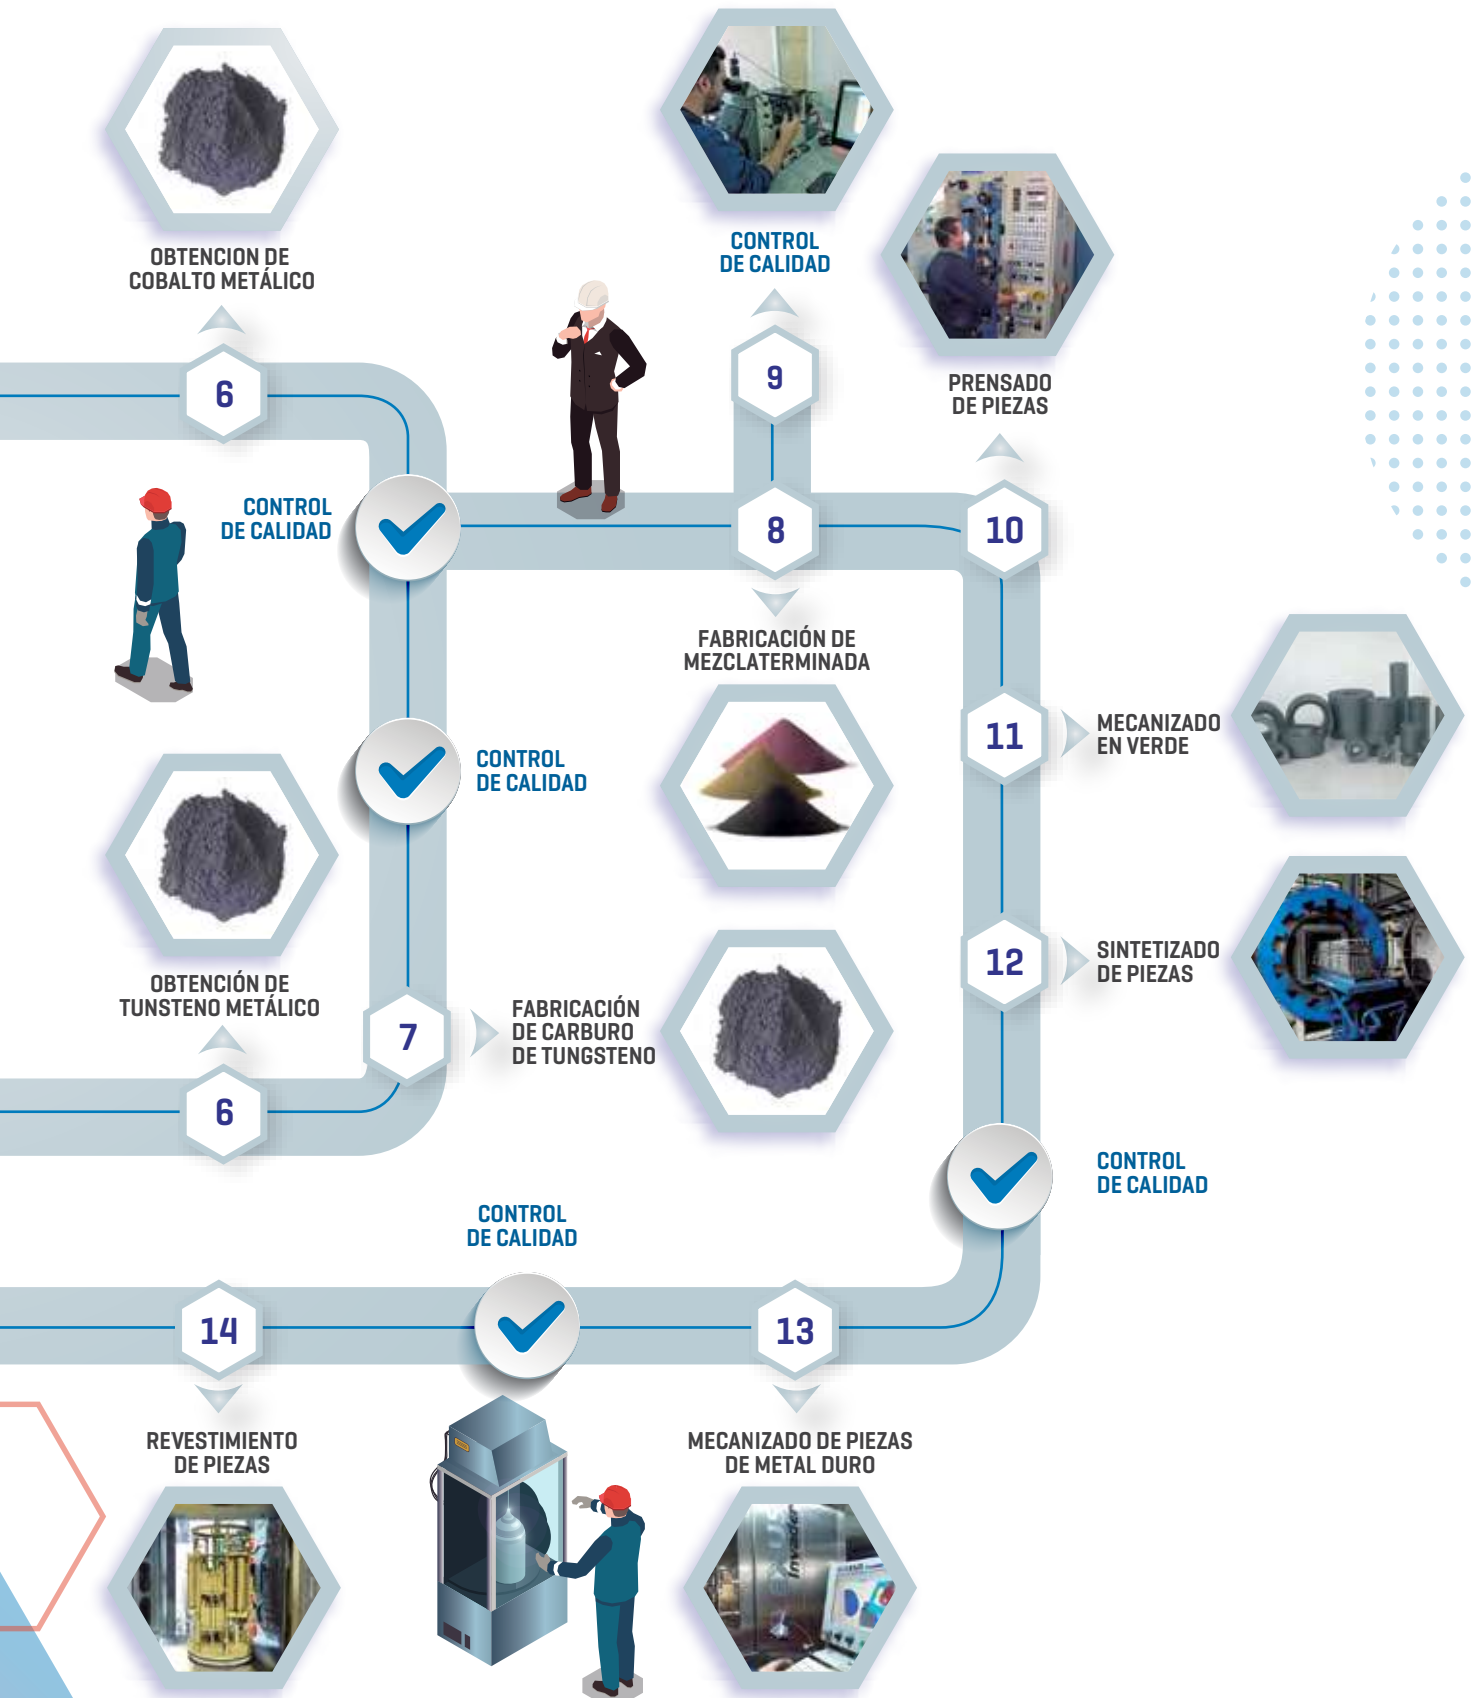 OBTENCION DE
COBALTO METÁLICO
6
CONTROL
DE CALIDAD
9
PRENSADO
DE PIEZAS
10
CONTROL
DE CALIDAD
8
FABRICACIÓN DE
MEZCLATERMINADA
11
MECANIZADO
EN VERDE
CONTROL
DE CALIDAD
OBTENCIÓN DE
TUNSTENO METÁLICO
6
7
FABRICACIÓN
DE CARBURO
DE TUNGSTENO
12
SINTETIZADO
DE PIEZAS
CONTROL
DE CALIDAD
CONTROL
DE CALIDAD
13
14
MECANIZADO DE PIEZAS
DE METAL DURO
REVESTIMIENTO
DE PIEZAS
Invader